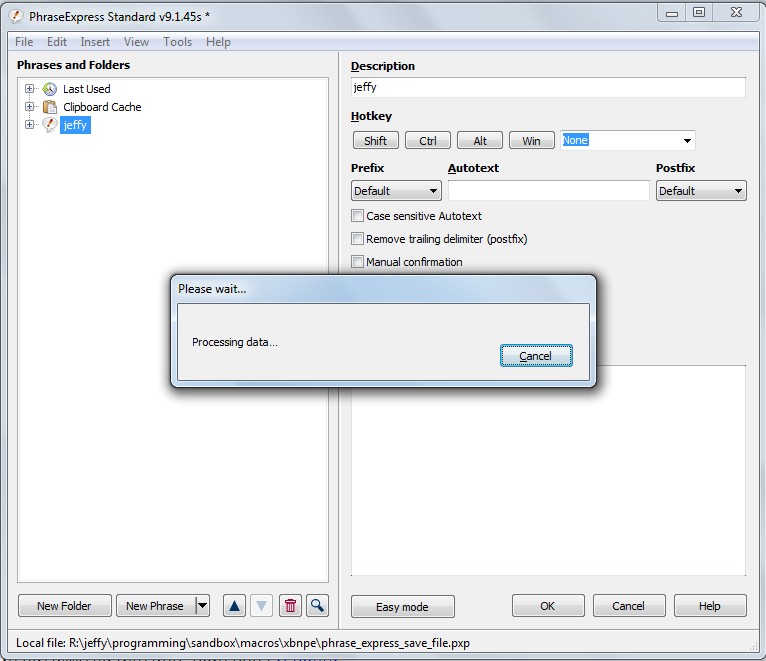 PhraseExpress Standard v9.1.45s *
File Edit Insert View Tools Help
Phrases and Folders
Last Used
Clipboard Cache
jeffy
Description
jeffy
Hotkey
Shift Ctrl Alt Win None
Prefix Autotext Postfix
Default Default
Case sensitive Autotext
Remove trailing delimiter (postfix)
Manual confirmation
Please wait...
Processing data...
Cancel
New Folder New Phrase
Easy mode OK Cancel Help
Local file: R:\jeffy\programming\sandbox\macros\xbnpe\phrase_express_save_file.pxp